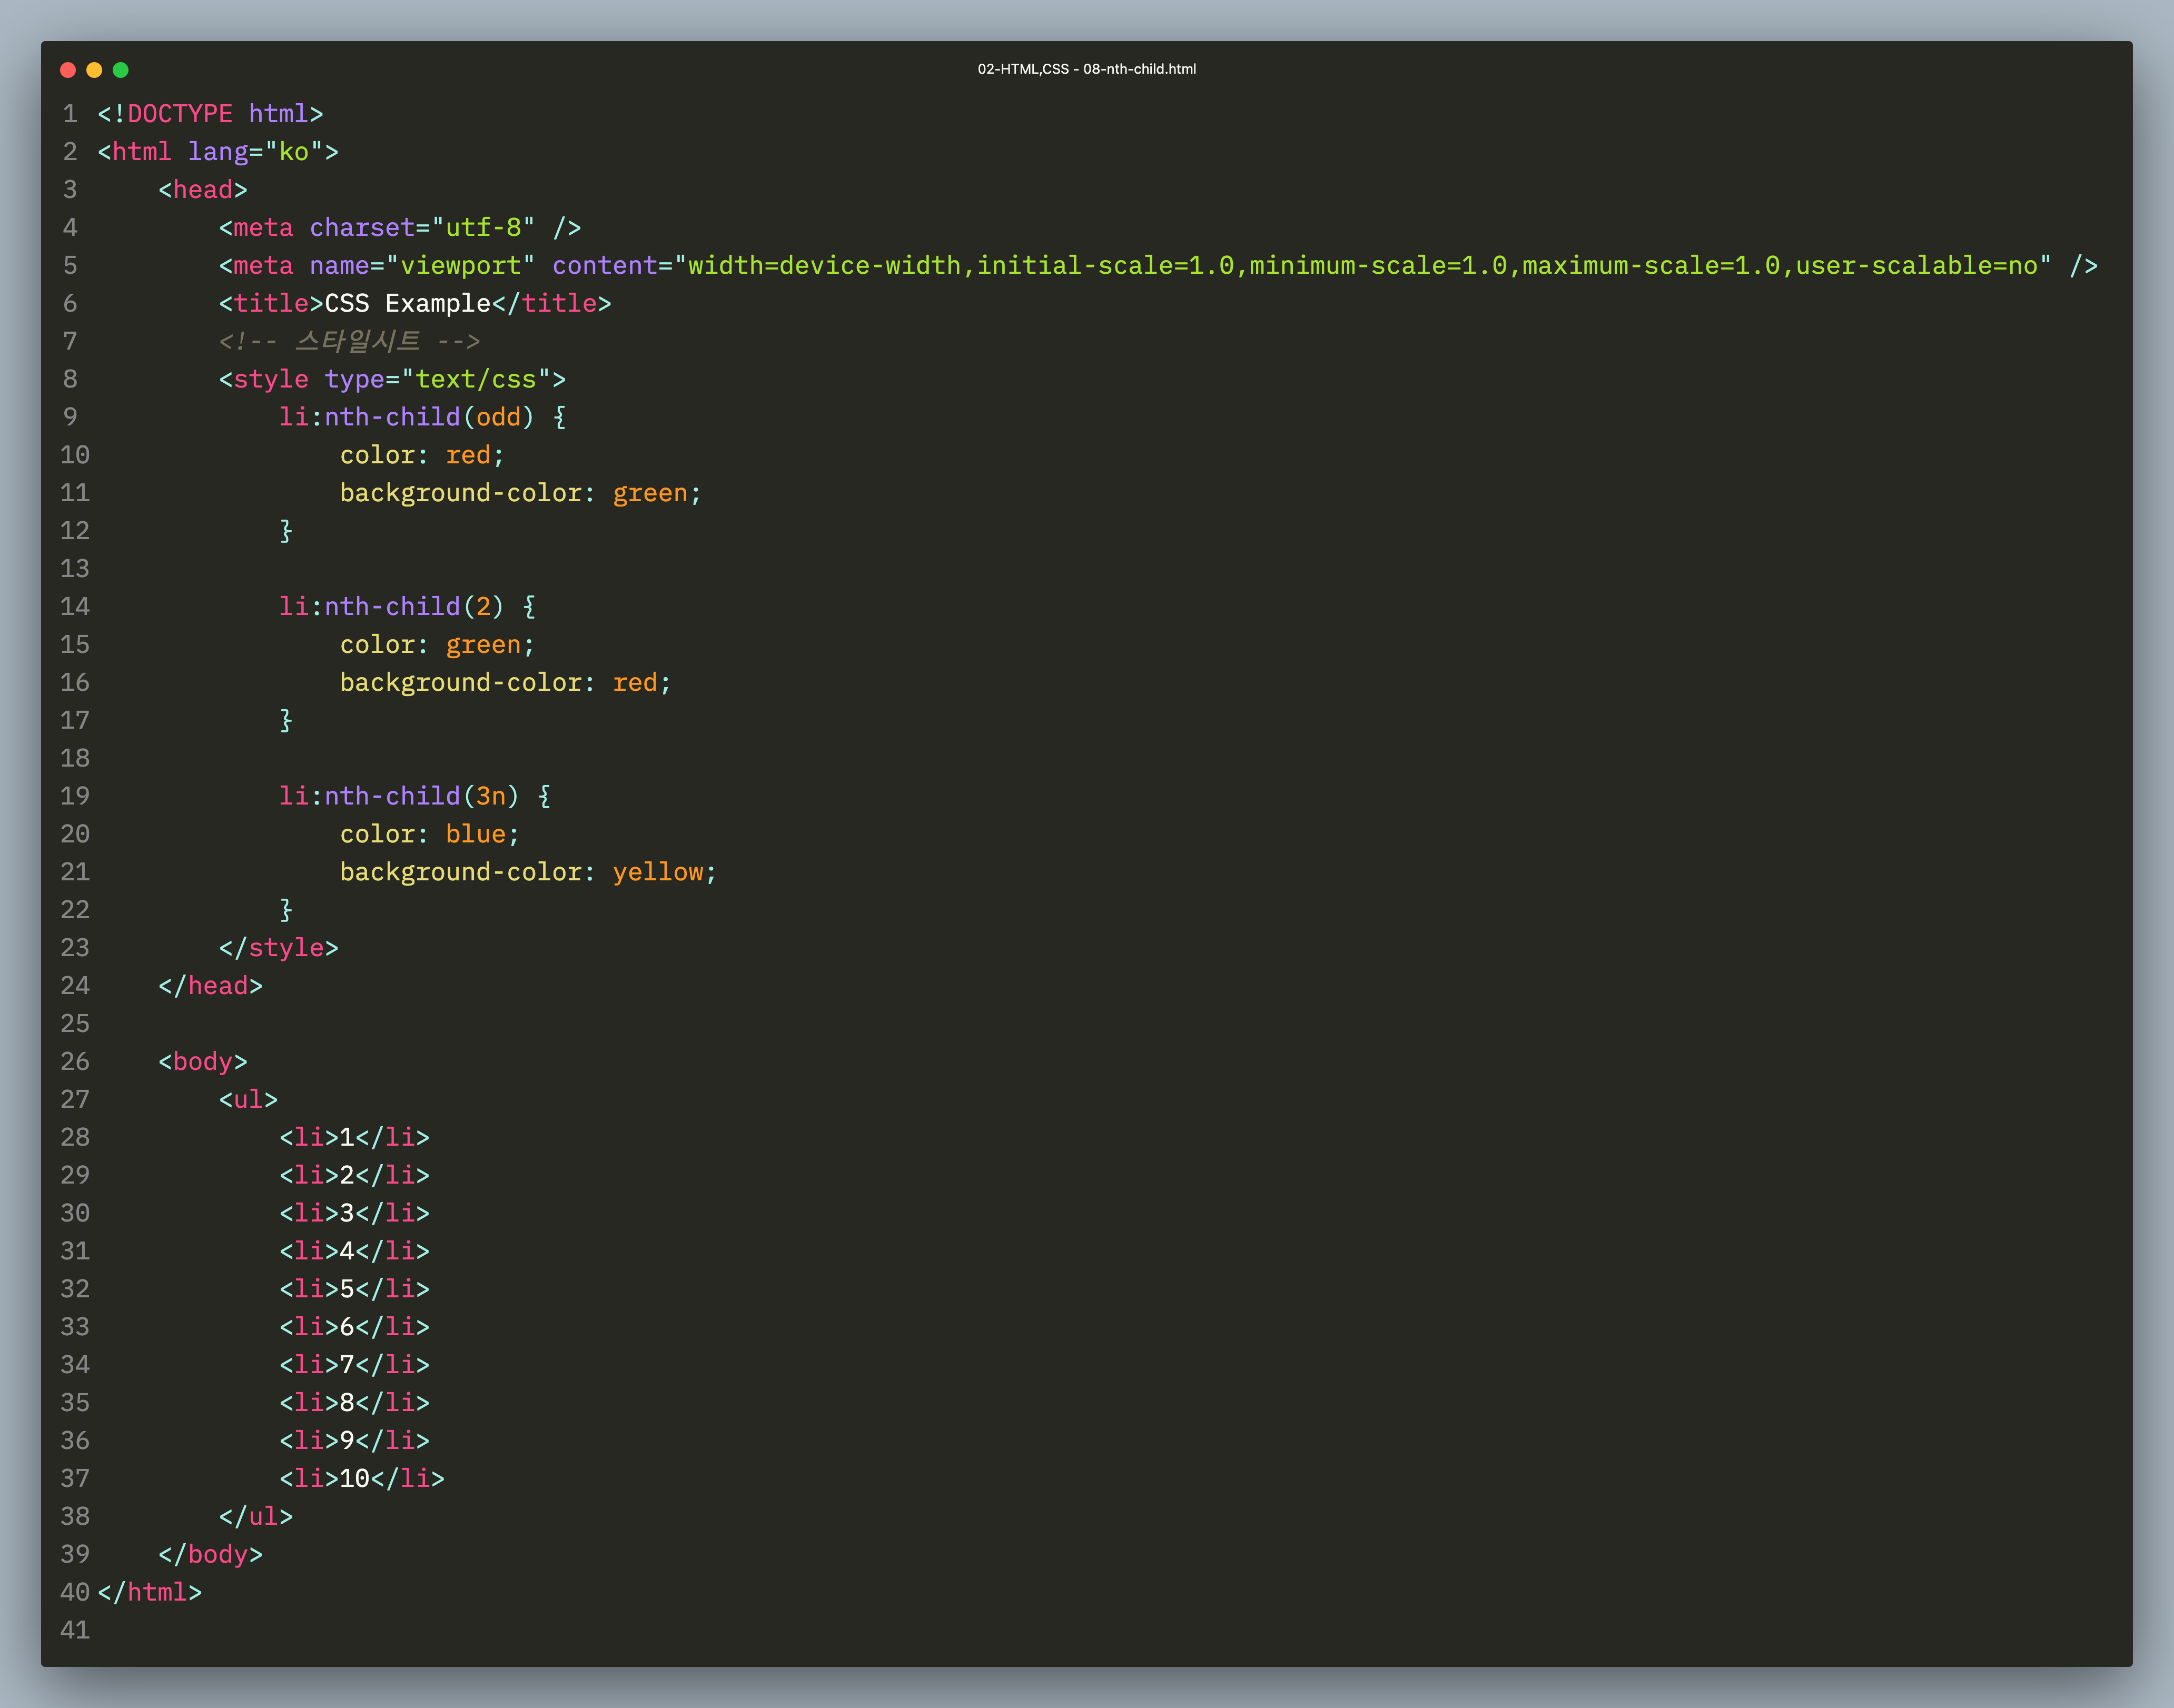 02-HTML,CSS - 08-nth-child.html
1 <!DOCTYPE html>
2 <html lang="ko">
3     <head>
4         <meta charset="utf-8" />
5         <meta name="viewport" content="width=device-width,initial-scale=1.0,minimum-scale=1.0,maximum-scale=1.0,user-scalable=no" />
6         <title>CSS Example</title>
7         <!-- 스타일시트 -->
8         <style type="text/css">
9             li:nth-child(odd) {
10                 color: red;
11                 background-color: green;
12             }
13
14             li:nth-child(2) {
15                 color: green;
16                 background-color: red;
17             }
18
19             li:nth-child(3n) {
20                 color: blue;
21                 background-color: yellow;
22             }
23         </style>
24     </head>
25
26     <body>
27         <ul>
28             <li>1</li>
29             <li>2</li>
30             <li>3</li>
31             <li>4</li>
32             <li>5</li>
33             <li>6</li>
34             <li>7</li>
35             <li>8</li>
36             <li>9</li>
37             <li>10</li>
38         </ul>
39     </body>
40 </html>
41